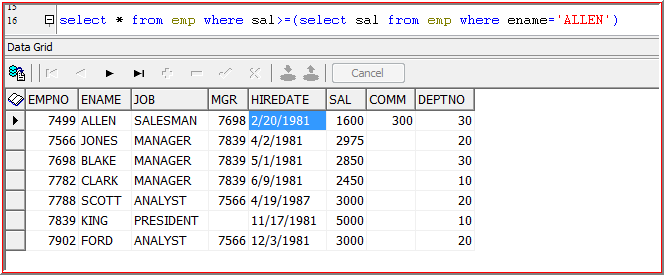 15
16 select * from emp where sal>=(select sal from emp where ename='ALLEN')
Data Grid
Cancel
EMPNO ENAME JOB MGR HIREDATE SAL COMM DEPTNO
7499 ALLEN SALESMAN 7698 2/20/1981 1600 300 30
7566 JONES MANAGER 7839 4/2/1981 2975 20
7698 BLAKE MANAGER 7839 5/1/1981 2850 30
7782 CLARK MANAGER 7839 6/9/1981 2450 10
7788 SCOTT ANALYST 7566 4/19/1987 3000 20
7839 KING PRESIDENT 11/17/1981 5000 10
7902 FORD ANALYST 7566 12/3/1981 3000 20